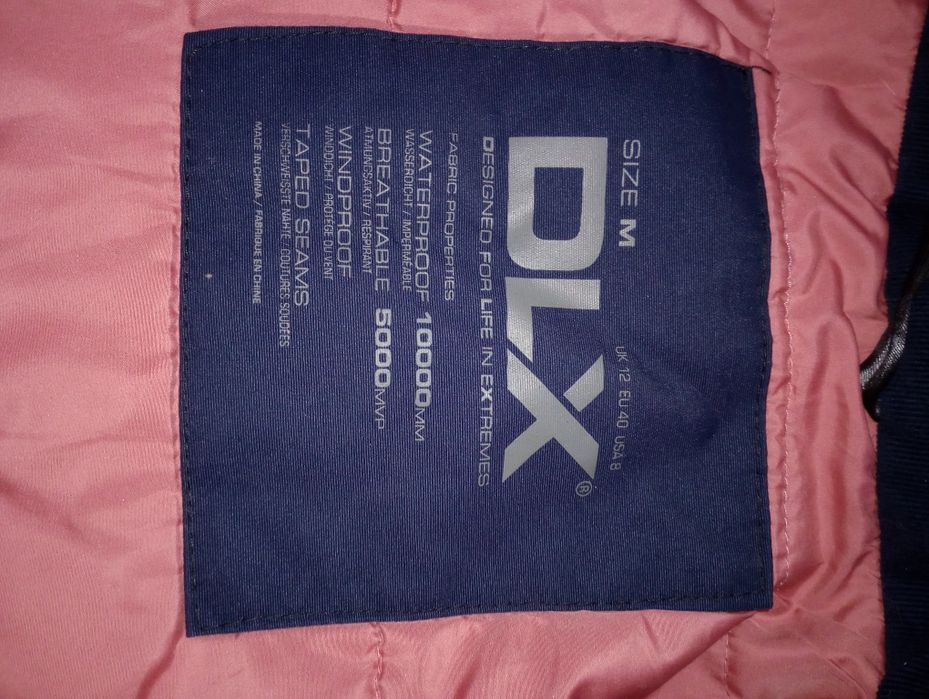 SIZE M
UK 12 EU 40 USA 8
DLX®
DESIGNED FOR LIFE IN EXTREMES
FABRIC PROPERTIES
WATERPROOF 10000MM
WASSERDICHT / IMPERMÉABLE
BREATHABLE 5000MVP
ATMUNGSAKTIV / RESPIRANT
WINDPROOF
WINDDICHT / PROTÈGE DU VENT
TAPED SEAMS
VERSCHWEISSTE NÄHTE / COUTURES SOUDÉES
MADE IN CHINA / FABRIQUE EN CHINE